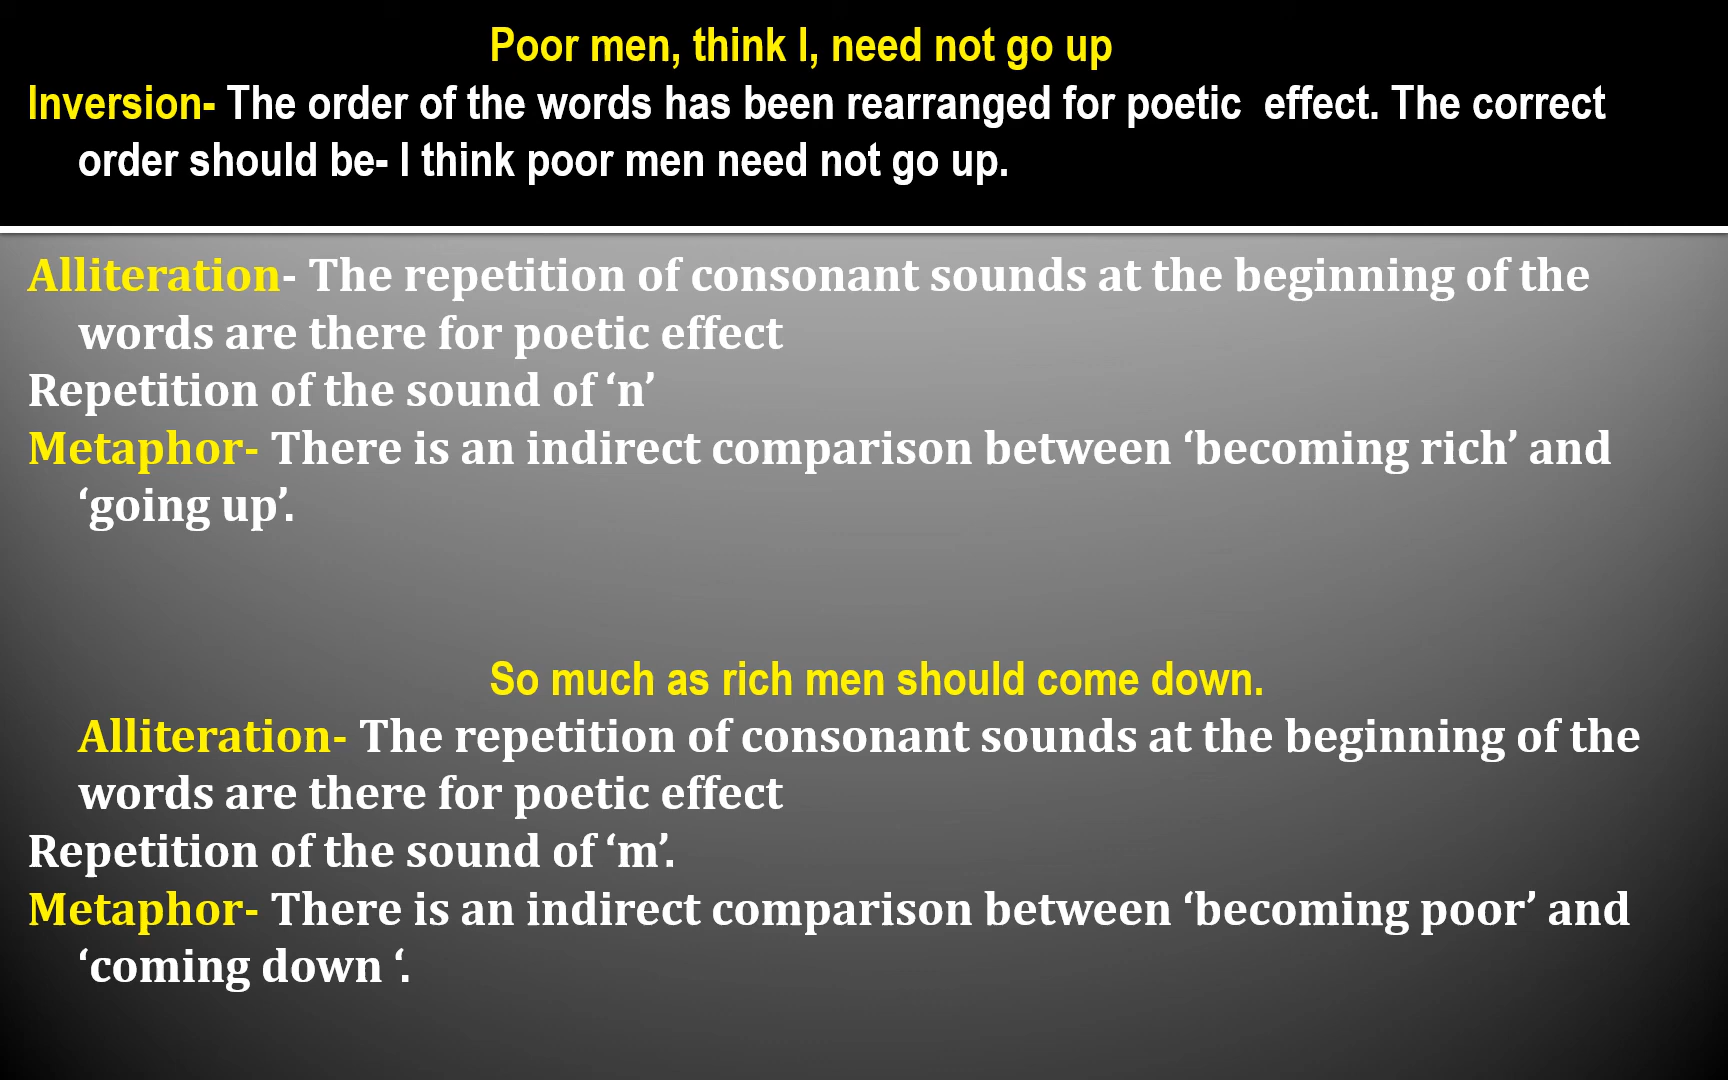 Poor men, think I, need not go up
Inversion- The order of the words has been rearranged for poetic  effect. The correct
order should be- I think poor men need not go up.
Alliteration- The repetition of consonant sounds at the beginning of the
words are there for poetic effect
Repetition of the sound of ‘n’
Metaphor- There is an indirect comparison between ‘becoming rich’ and
‘going up’.
So much as rich men should come down.
Alliteration- The repetition of consonant sounds at the beginning of the
words are there for poetic effect
Repetition of the sound of ‘m’.
Metaphor- There is an indirect comparison between ‘becoming poor’ and
‘coming down ‘.